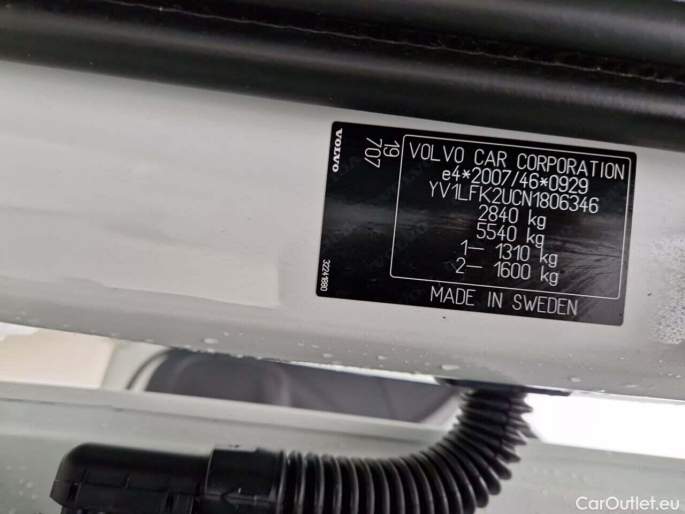 VOLVO
19
707
VOLVO CAR CORPORATION
e4*2007/46*0929
YV1LFK2UCN1806346
2840 kg
5540 kg
1– 1310 kg
2– 1600 kg
32241880
MADE IN SWEDEN
CarOutlet.eu